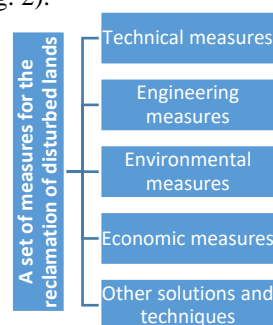 g. 2).
A set of measures for the
reclamation of disturbed lands
Technical measures
Engineering
measures
Environmental
measures
Economic measures
Other solutions and
techniques